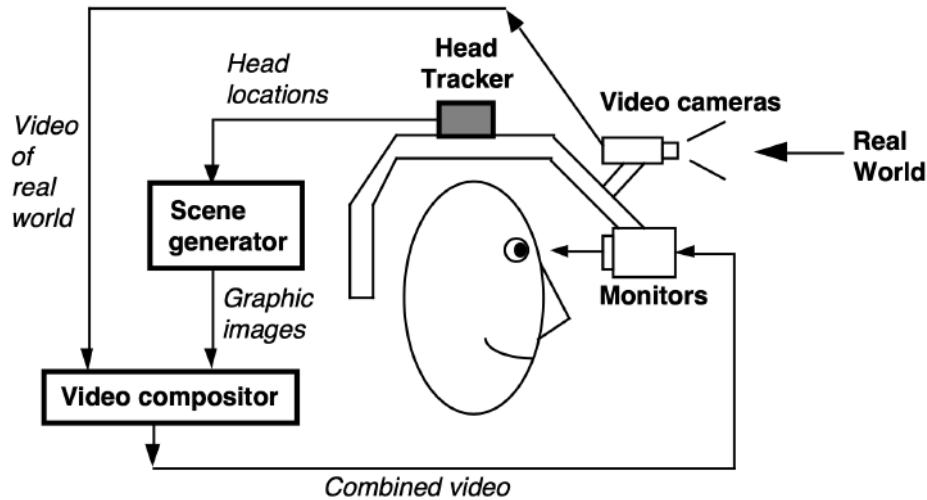 Head
Tracker
Head
locations
Video cameras
Real
World
Video
of
real
world
Scene
generator
Monitors
Graphic
images
Video compositor
Combined video